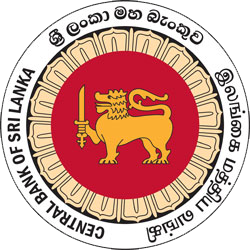 ශ්‍රී ලංකා මහ බැංකුව
இலங்கை மத்திய வங்கி
CENTRAL BANK OF SRI LANKA